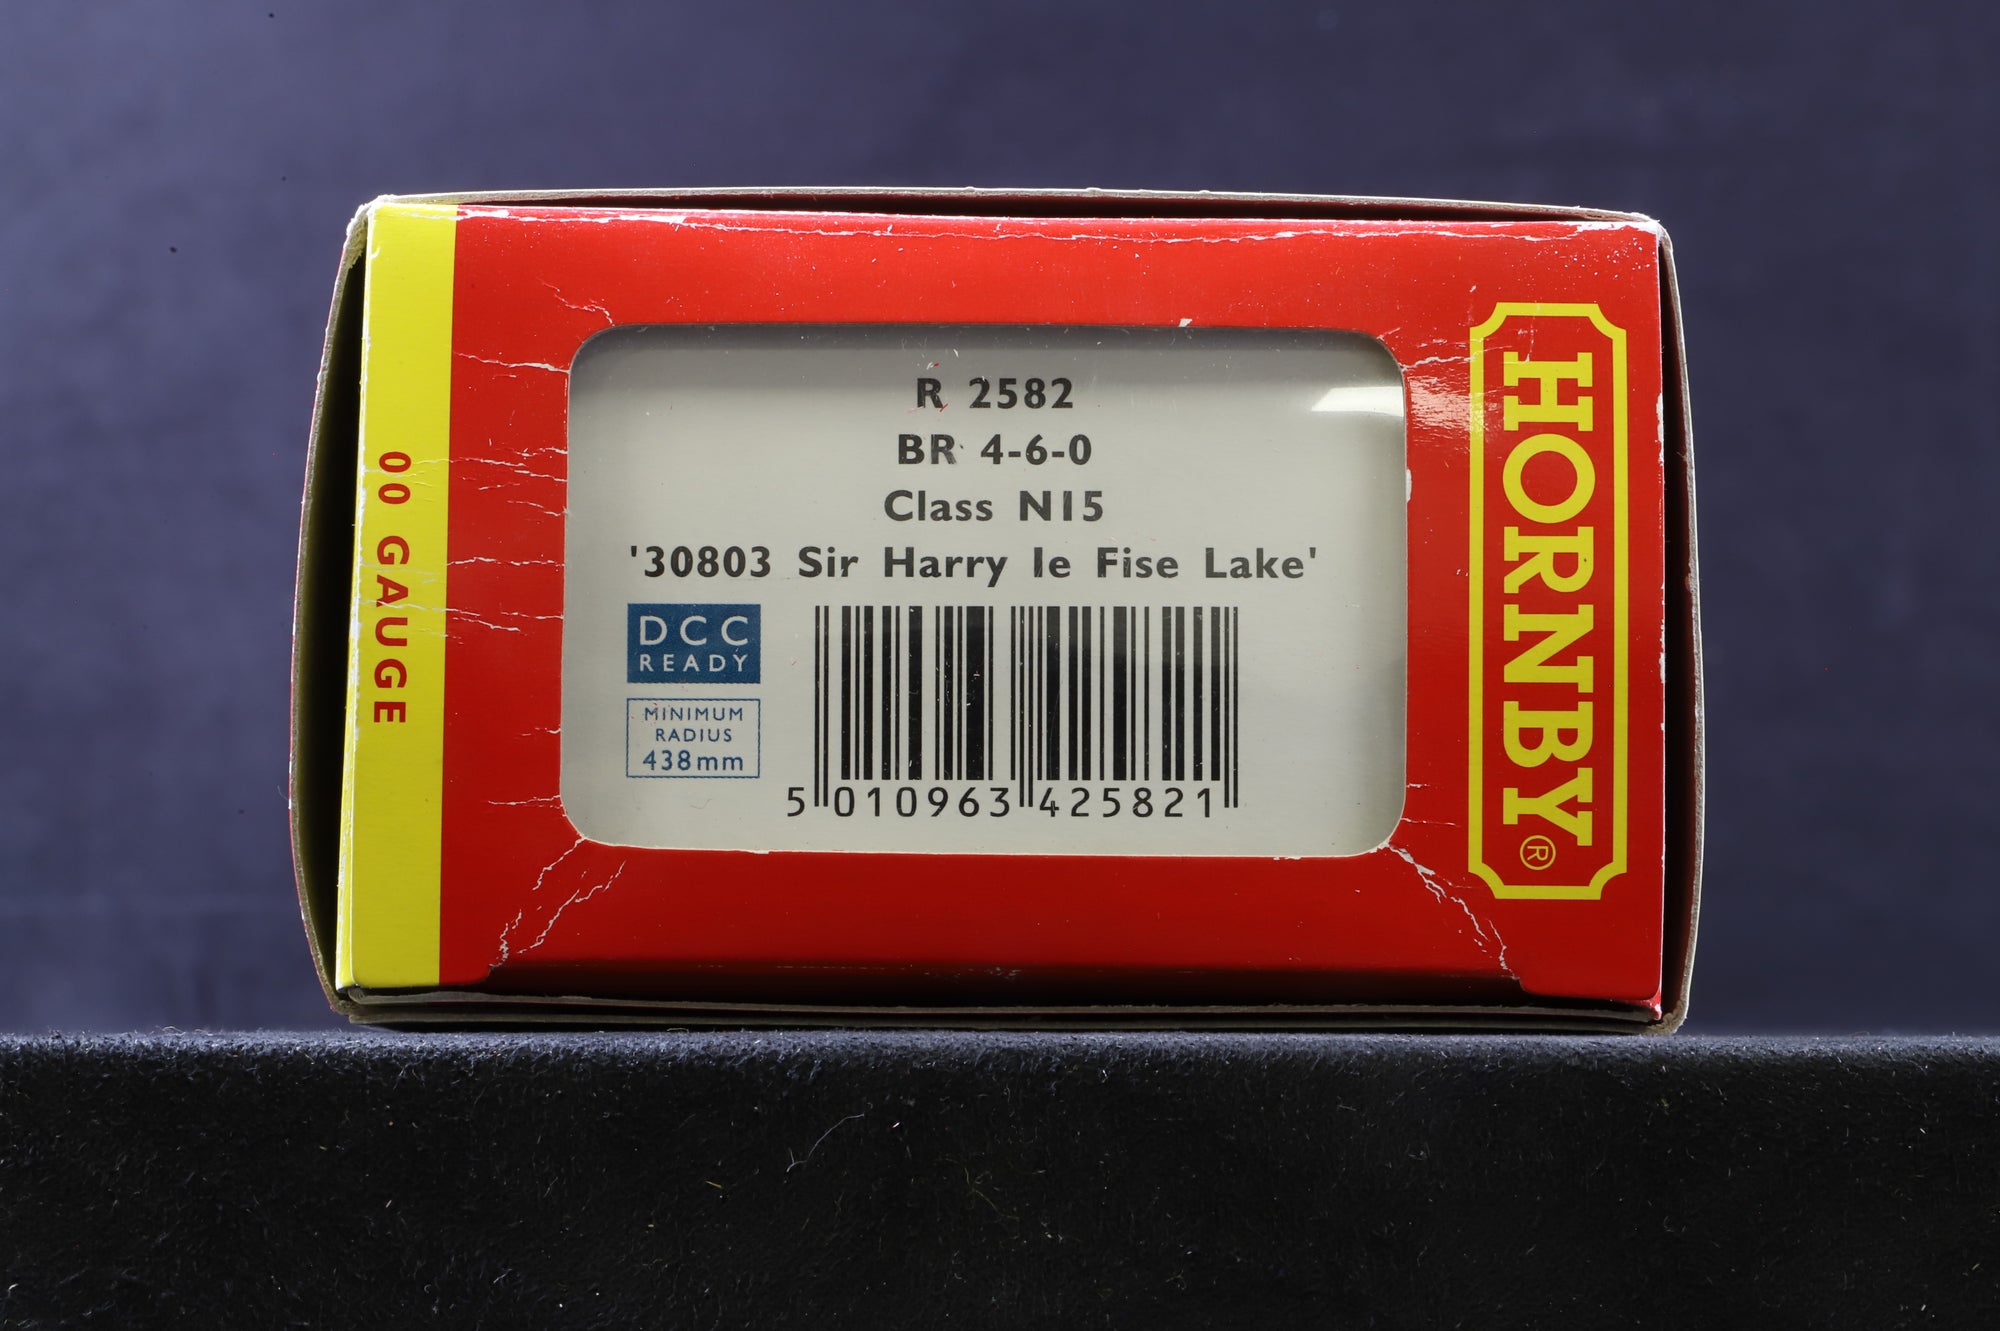 00 GAUGE
R 2582
BR 4-6-0
Class N15
'30803 Sir Harry le Fise Lake'
DCC
READY
MINIMUM
RADIUS
438mm
5 010963 425821
HORNBY®